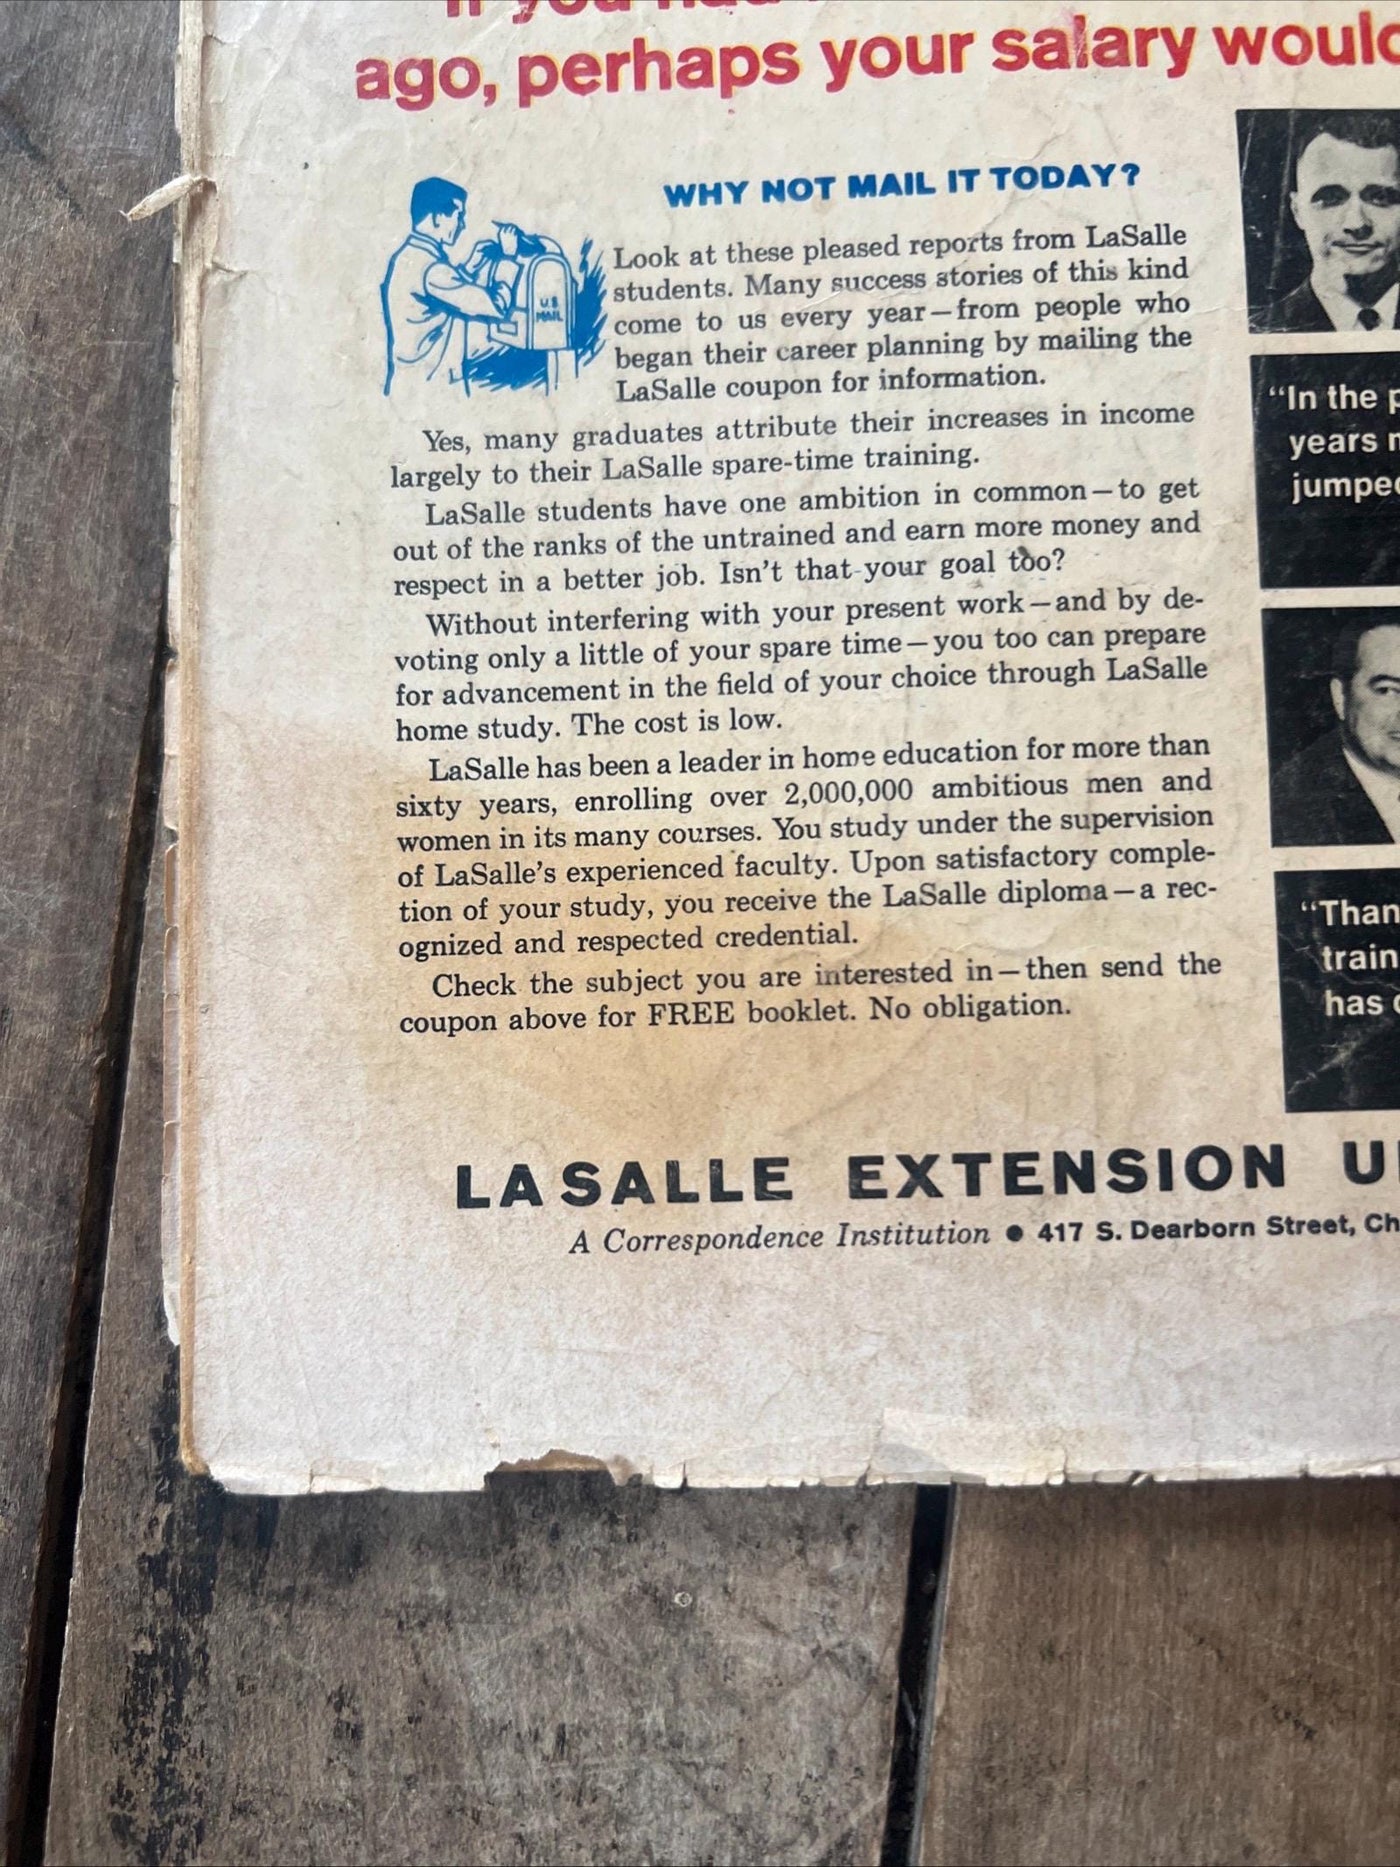 If you had
ago, perhaps your salary would
WHY NOT MAIL IT TODAY?
U.S.
MAIL
Look at these pleased reports from LaSalle
students. Many success stories of this kind
come to us every year—from people who
began their career planning by mailing the
LaSalle coupon for information.
Yes, many graduates attribute their increases in income
largely to their LaSalle spare-time training.
LaSalle students have one ambition in common—to get
out of the ranks of the untrained and earn more money and
respect in a better job. Isn't that your goal too?
Without interfering with your present work—and by de-
voting only a little of your spare time—you too can prepare
for advancement in the field of your choice through LaSalle
home study. The cost is low.
LaSalle has been a leader in home education for more than
sixty years, enrolling over 2,000,000 ambitious men and
women in its many courses. You study under the supervision
of LaSalle's experienced faculty. Upon satisfactory comple-
tion of your study, you receive the LaSalle diploma—a rec-
ognized and respected credential.
Check the subject you are interested in—then send the
coupon above for FREE booklet. No obligation.
"In the p
years
jumped
"Than
train
has
LASALLE EXTENSION U
A Correspondence Institution ● 417 S. Dearborn Street, Ch